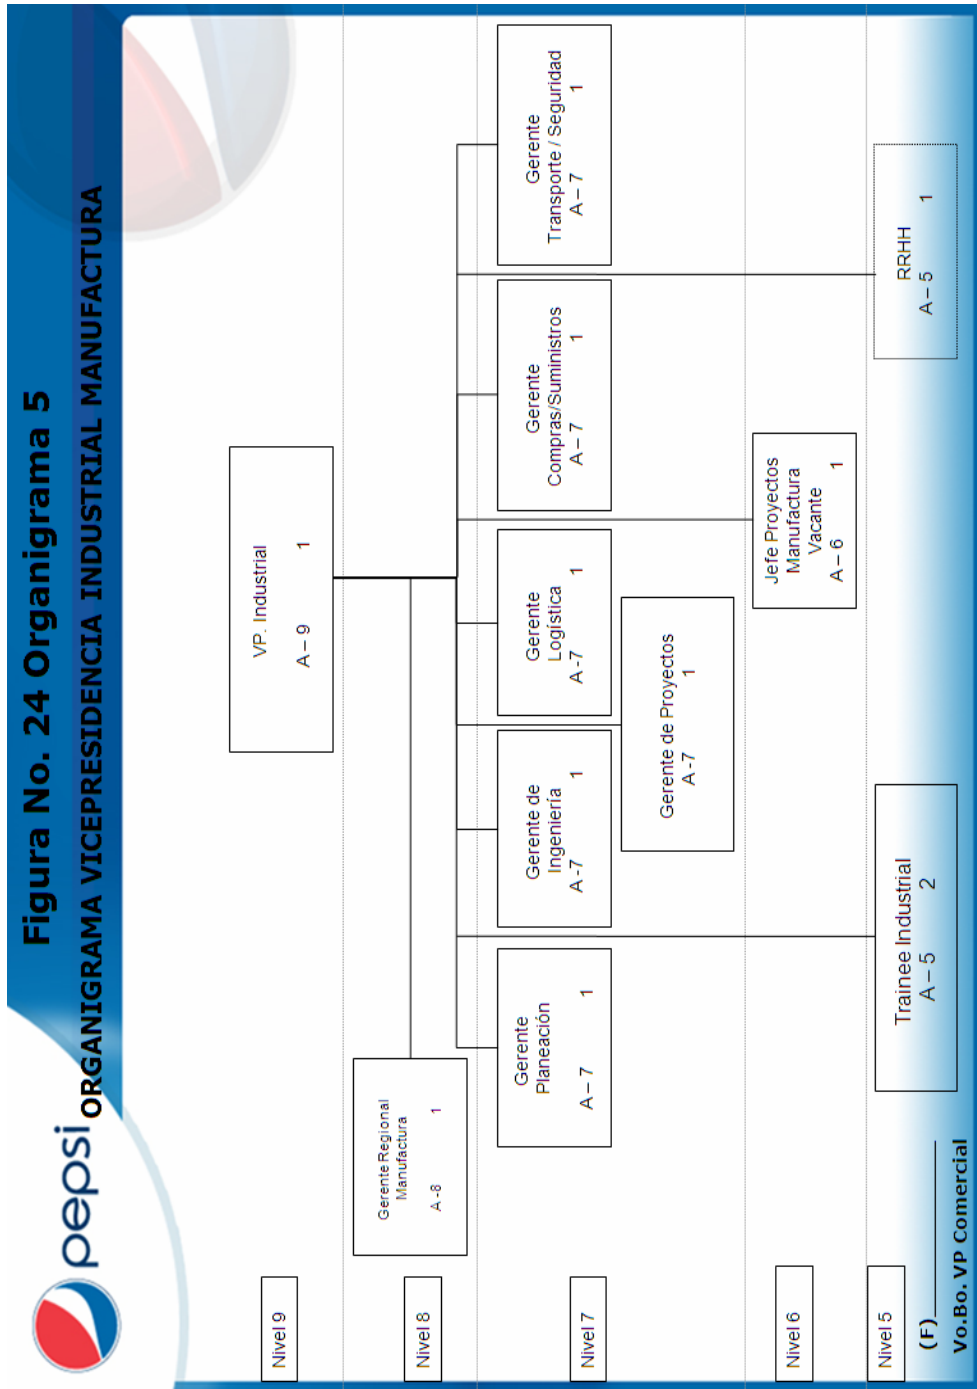 Figura No. 24 Organigrama 5
pepsi
ORGANIGRAMA VICEPRESIDENCIA INDUSTRIAL MANUFACTURA
Nivel 9
VP. Industrial
A – 9 1
Nivel 8
Gerente Regional
Manufactura
A -8 1
Nivel 7
Gerente
Planeación
A – 7 1
Gerente de
Ingeniería
A -7 1
Gerente
Logística
A -7 1
Gerente
Compras/Suministros
A – 7 1
Gerente
Transporte / Seguridad
A – 7 1
Gerente de Proyectos
A -7 1
Nivel 6
Jefe Proyectos
Manufactura
Vacante
A – 6 1
Nivel 5
Trainee Industrial
A – 5 2
RRHH
A – 5 1
(F)__________
Vo.Bo. VP Comercial